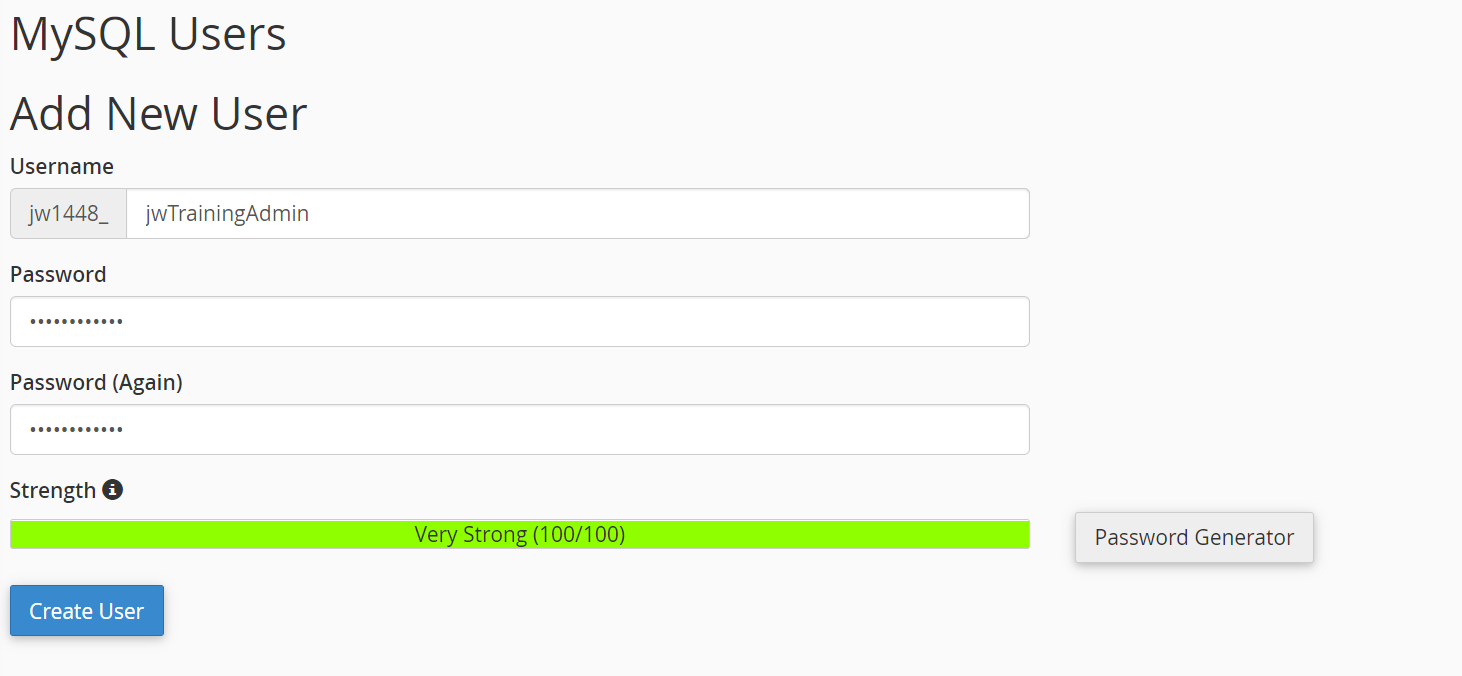 MySQL Users
Add New User
Username
jw1448_ jwTrainingAdmin
Password
••••••••••••
Password (Again)
••••••••••••
Strength
Very Strong (100/100)
Password Generator
Create User